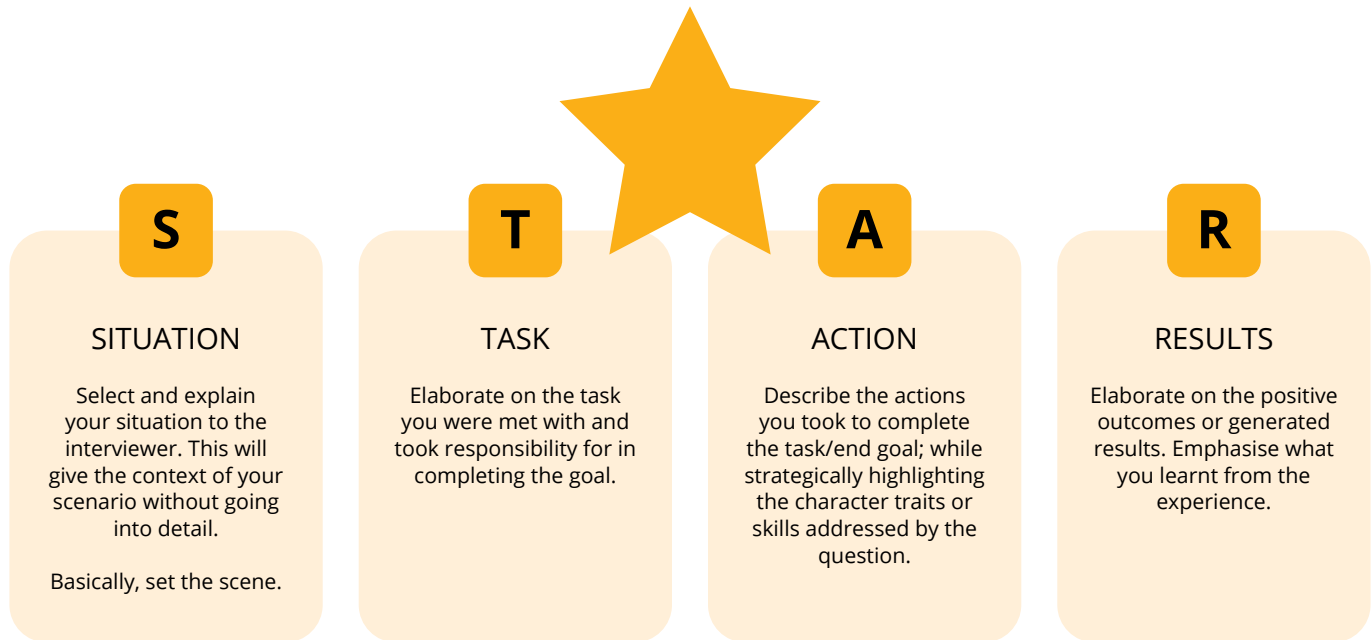 S
SITUATION
Select and explain
your situation to the
interviewer. This will
give the context of your
scenario without going
into detail.
Basically, set the scene.
T
TASK
Elaborate on the task
you were met with and
took responsibility for in
completing the goal.
A
ACTION
Describe the actions
you took to complete
the task/end goal; while
strategically highlighting
the character traits or
skills addressed by the
question.
R
RESULTS
Elaborate on the positive
outcomes or generated
results. Emphasise what
you learnt from the
experience.